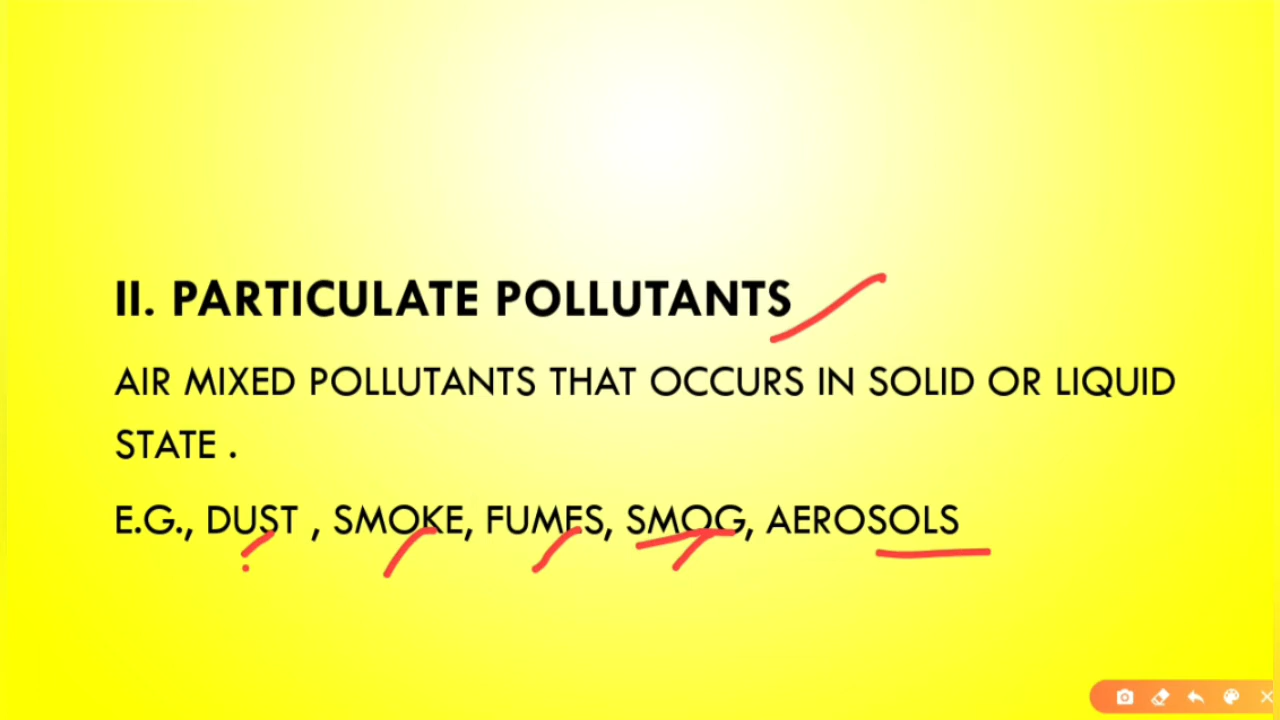 II. PARTICULATE POLLUTANTS
AIR MIXED POLLUTANTS THAT OCCURS IN SOLID OR LIQUID
STATE .
E.G., DUST , SMOKE, FUMES, SMOG, AEROSOLS